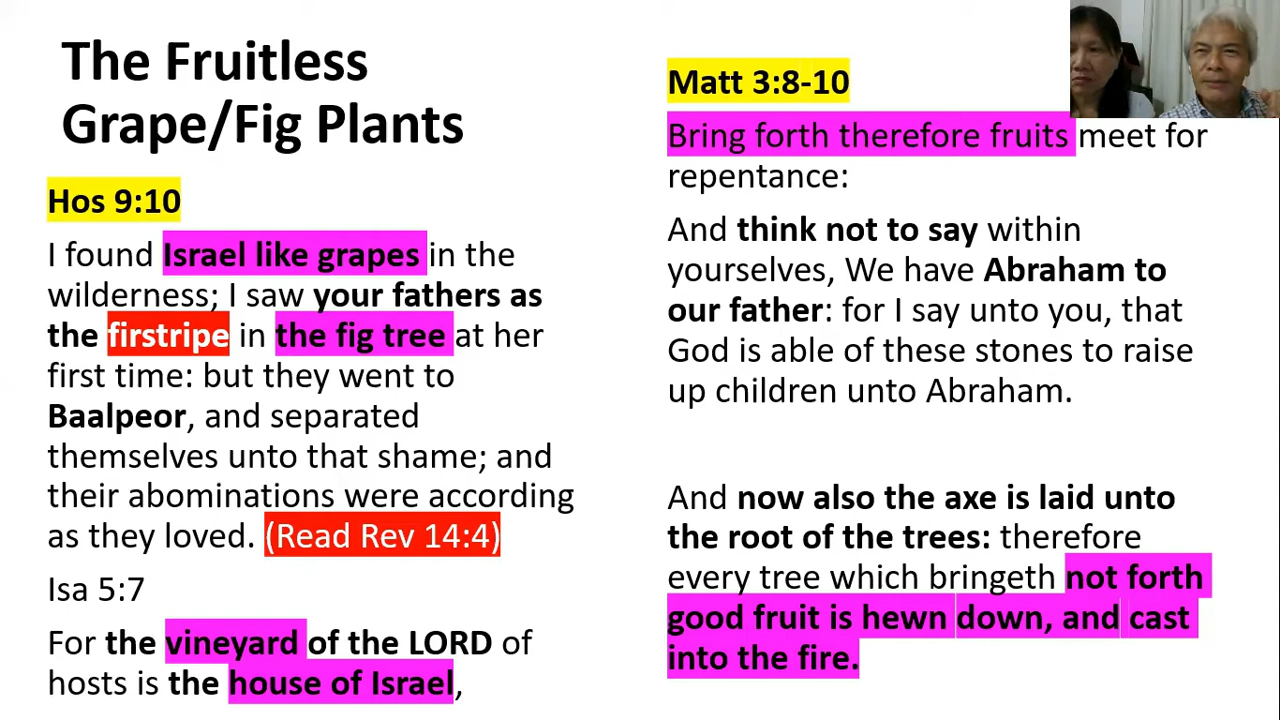 The Fruitless
Grape/Fig Plants
Hos 9:10
I found Israel like grapes in the
wilderness; I saw your fathers as
the firstripe in the fig tree at her
first time: but they went to
Baalpeor, and separated
themselves unto that shame; and
their abominations were according
as they loved. (Read Rev 14:4)
Isa 5:7
For the vineyard of the LORD of
hosts is the house of Israel,
Matt 3:8-10
Bring forth therefore fruits meet for
repentance:
And think not to say within
yourselves, We have Abraham to
our father: for I say unto you, that
God is able of these stones to raise
up children unto Abraham.
And now also the axe is laid unto
the root of the trees: therefore
every tree which bringeth not forth
good fruit is hewn down, and cast
into the fire.